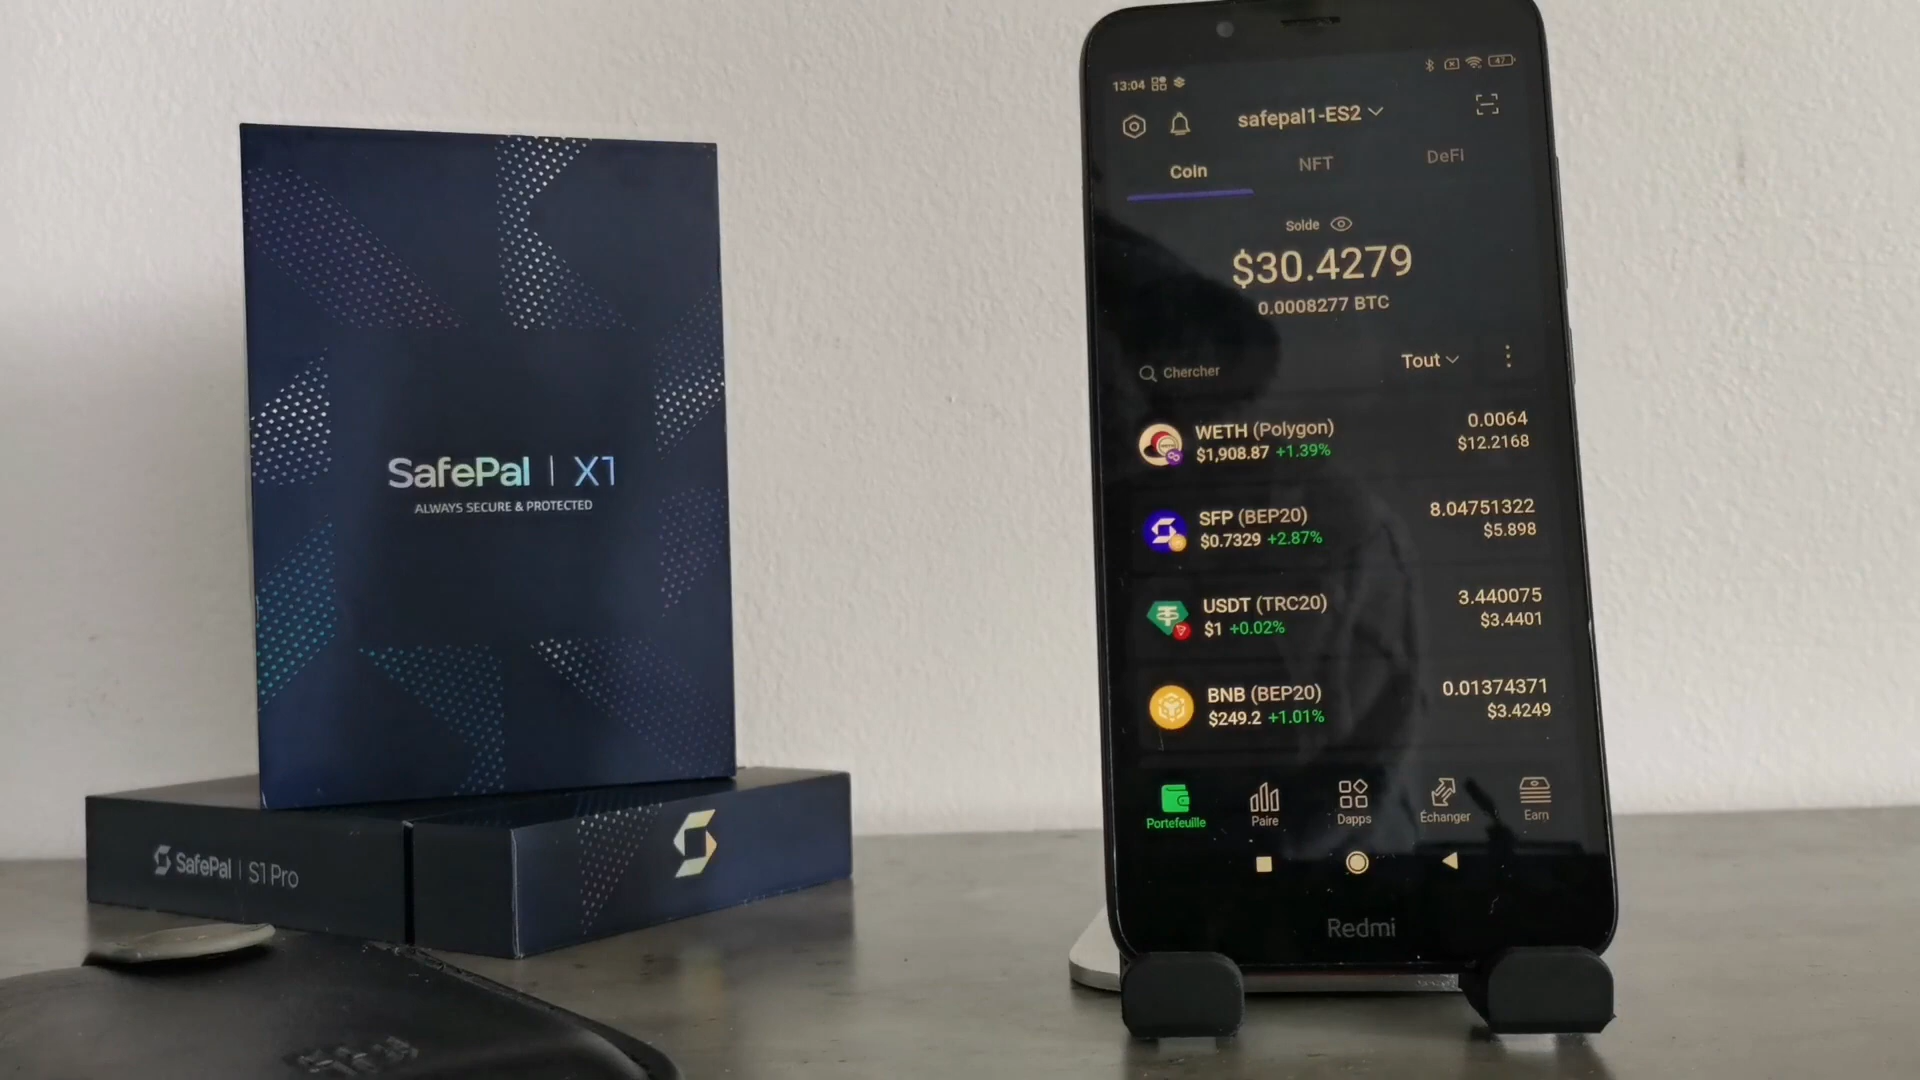 SafePal | X1
ALWAYS SECURE & PROTECTED
SafePal | S1 Pro
13:04
47
safepal1-ES2
Coin NFT DeFi
Solde
$30.4279
0.0008277 BTC
Chercher Tout
WETH (Polygon) 0.0064
$1,908.87 +1.39% $12.2168
SFP (BEP20) 8.04751322
$0.7329 +2.87% $5.898
USDT (TRC20) 3.440075
$1 +0.02% $3.4401
BNB (BEP20) 0.01374371
$249.2 +1.01% $3.4249
Portefeuille Paire Dapps Échanger Earn
Redmi